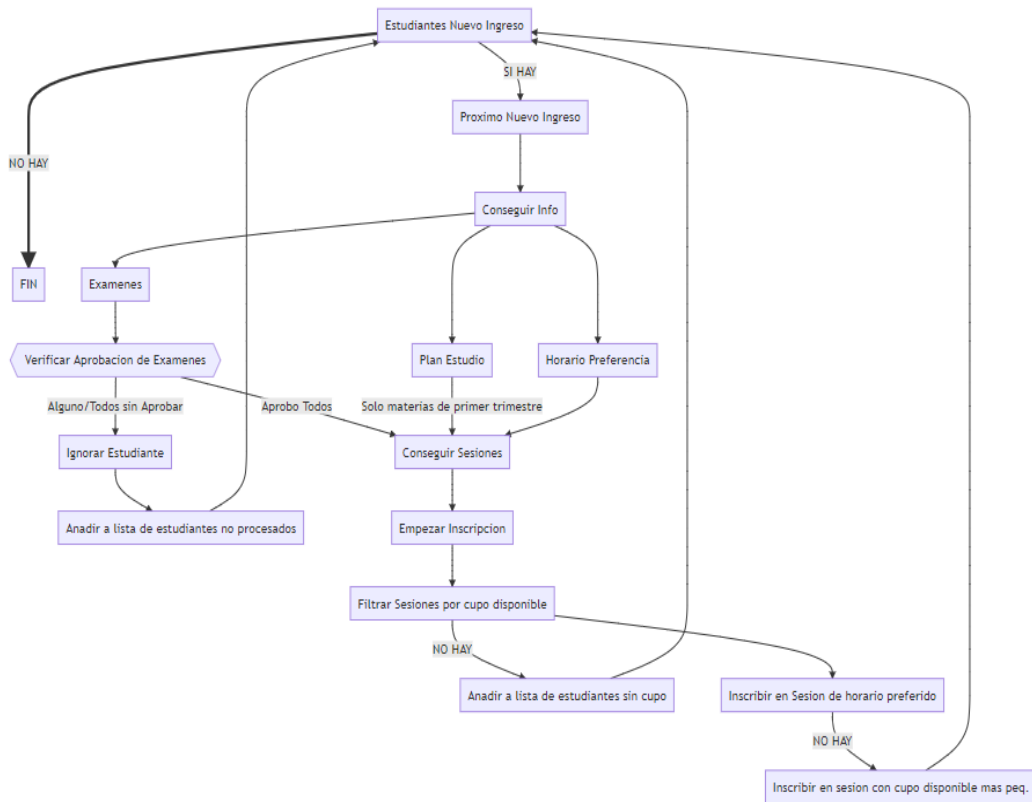 Estudiantes Nuevo Ingreso
SI HAY
Proximo Nuevo Ingreso
NO HAY
Conseguir Info
FIN
Examenes
Verificar Aprobacion de Examenes
Plan Estudio
Horario Preferencia
Alguno/Todos sin Aprobar
Aprobo Todos
Solo materias de primer trimestre
Ignorar Estudiante
Conseguir Sesiones
Anadir a lista de estudiantes no procesados
Empezar Inscripcion
Filtrar Sesiones por cupo disponible
NO HAY
Anadir a lista de estudiantes sin cupo
Inscribir en Sesion de horario preferido
NO HAY
Inscribir en sesion con cupo disponible mas peq.